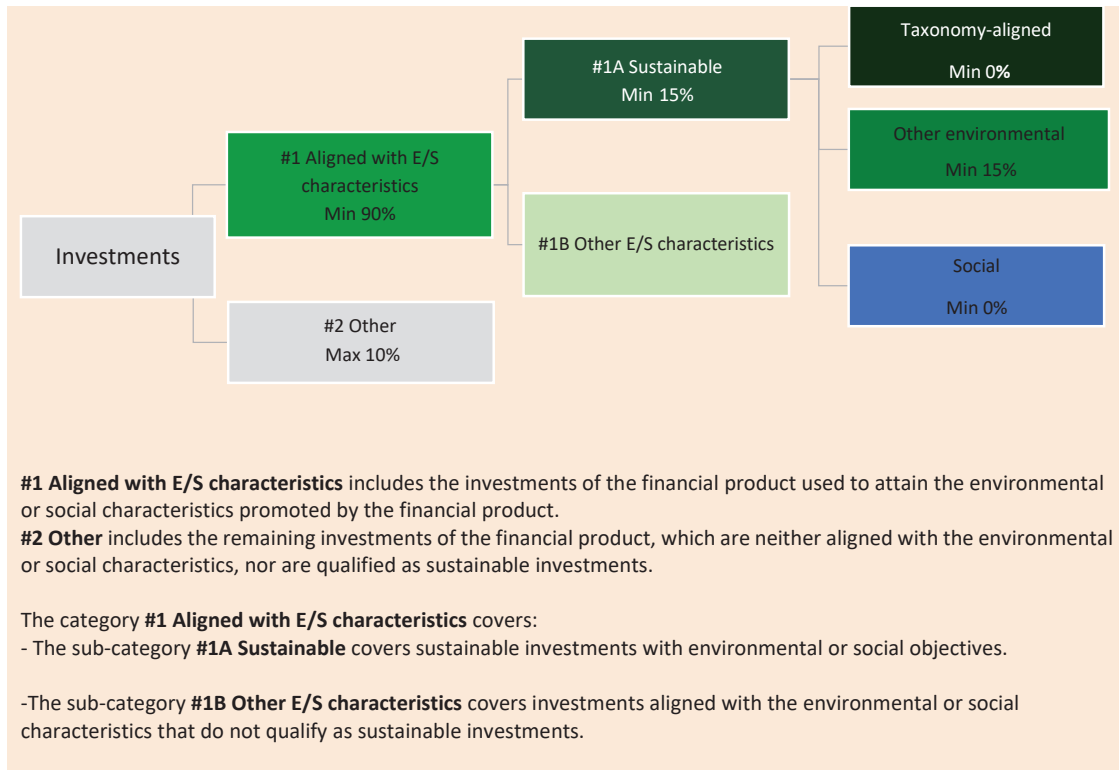 Investments
#1 Aligned with E/S
characteristics
Min 90%
#2 Other
Max 10%
#1A Sustainable
Min 15%
#1B Other E/S characteristics
Taxonomy-aligned
Min 0%
Other environmental
Min 15%
Social
Min 0%
#1 Aligned with E/S characteristics includes the investments of the financial product used to attain the environmental
or social characteristics promoted by the financial product.
#2 Other includes the remaining investments of the financial product, which are neither aligned with the environmental
or social characteristics, nor are qualified as sustainable investments.
The category #1 Aligned with E/S characteristics covers:
- The sub-category #1A Sustainable covers sustainable investments with environmental or social objectives.
-The sub-category #1B Other E/S characteristics covers investments aligned with the environmental or social
characteristics that do not qualify as sustainable investments.